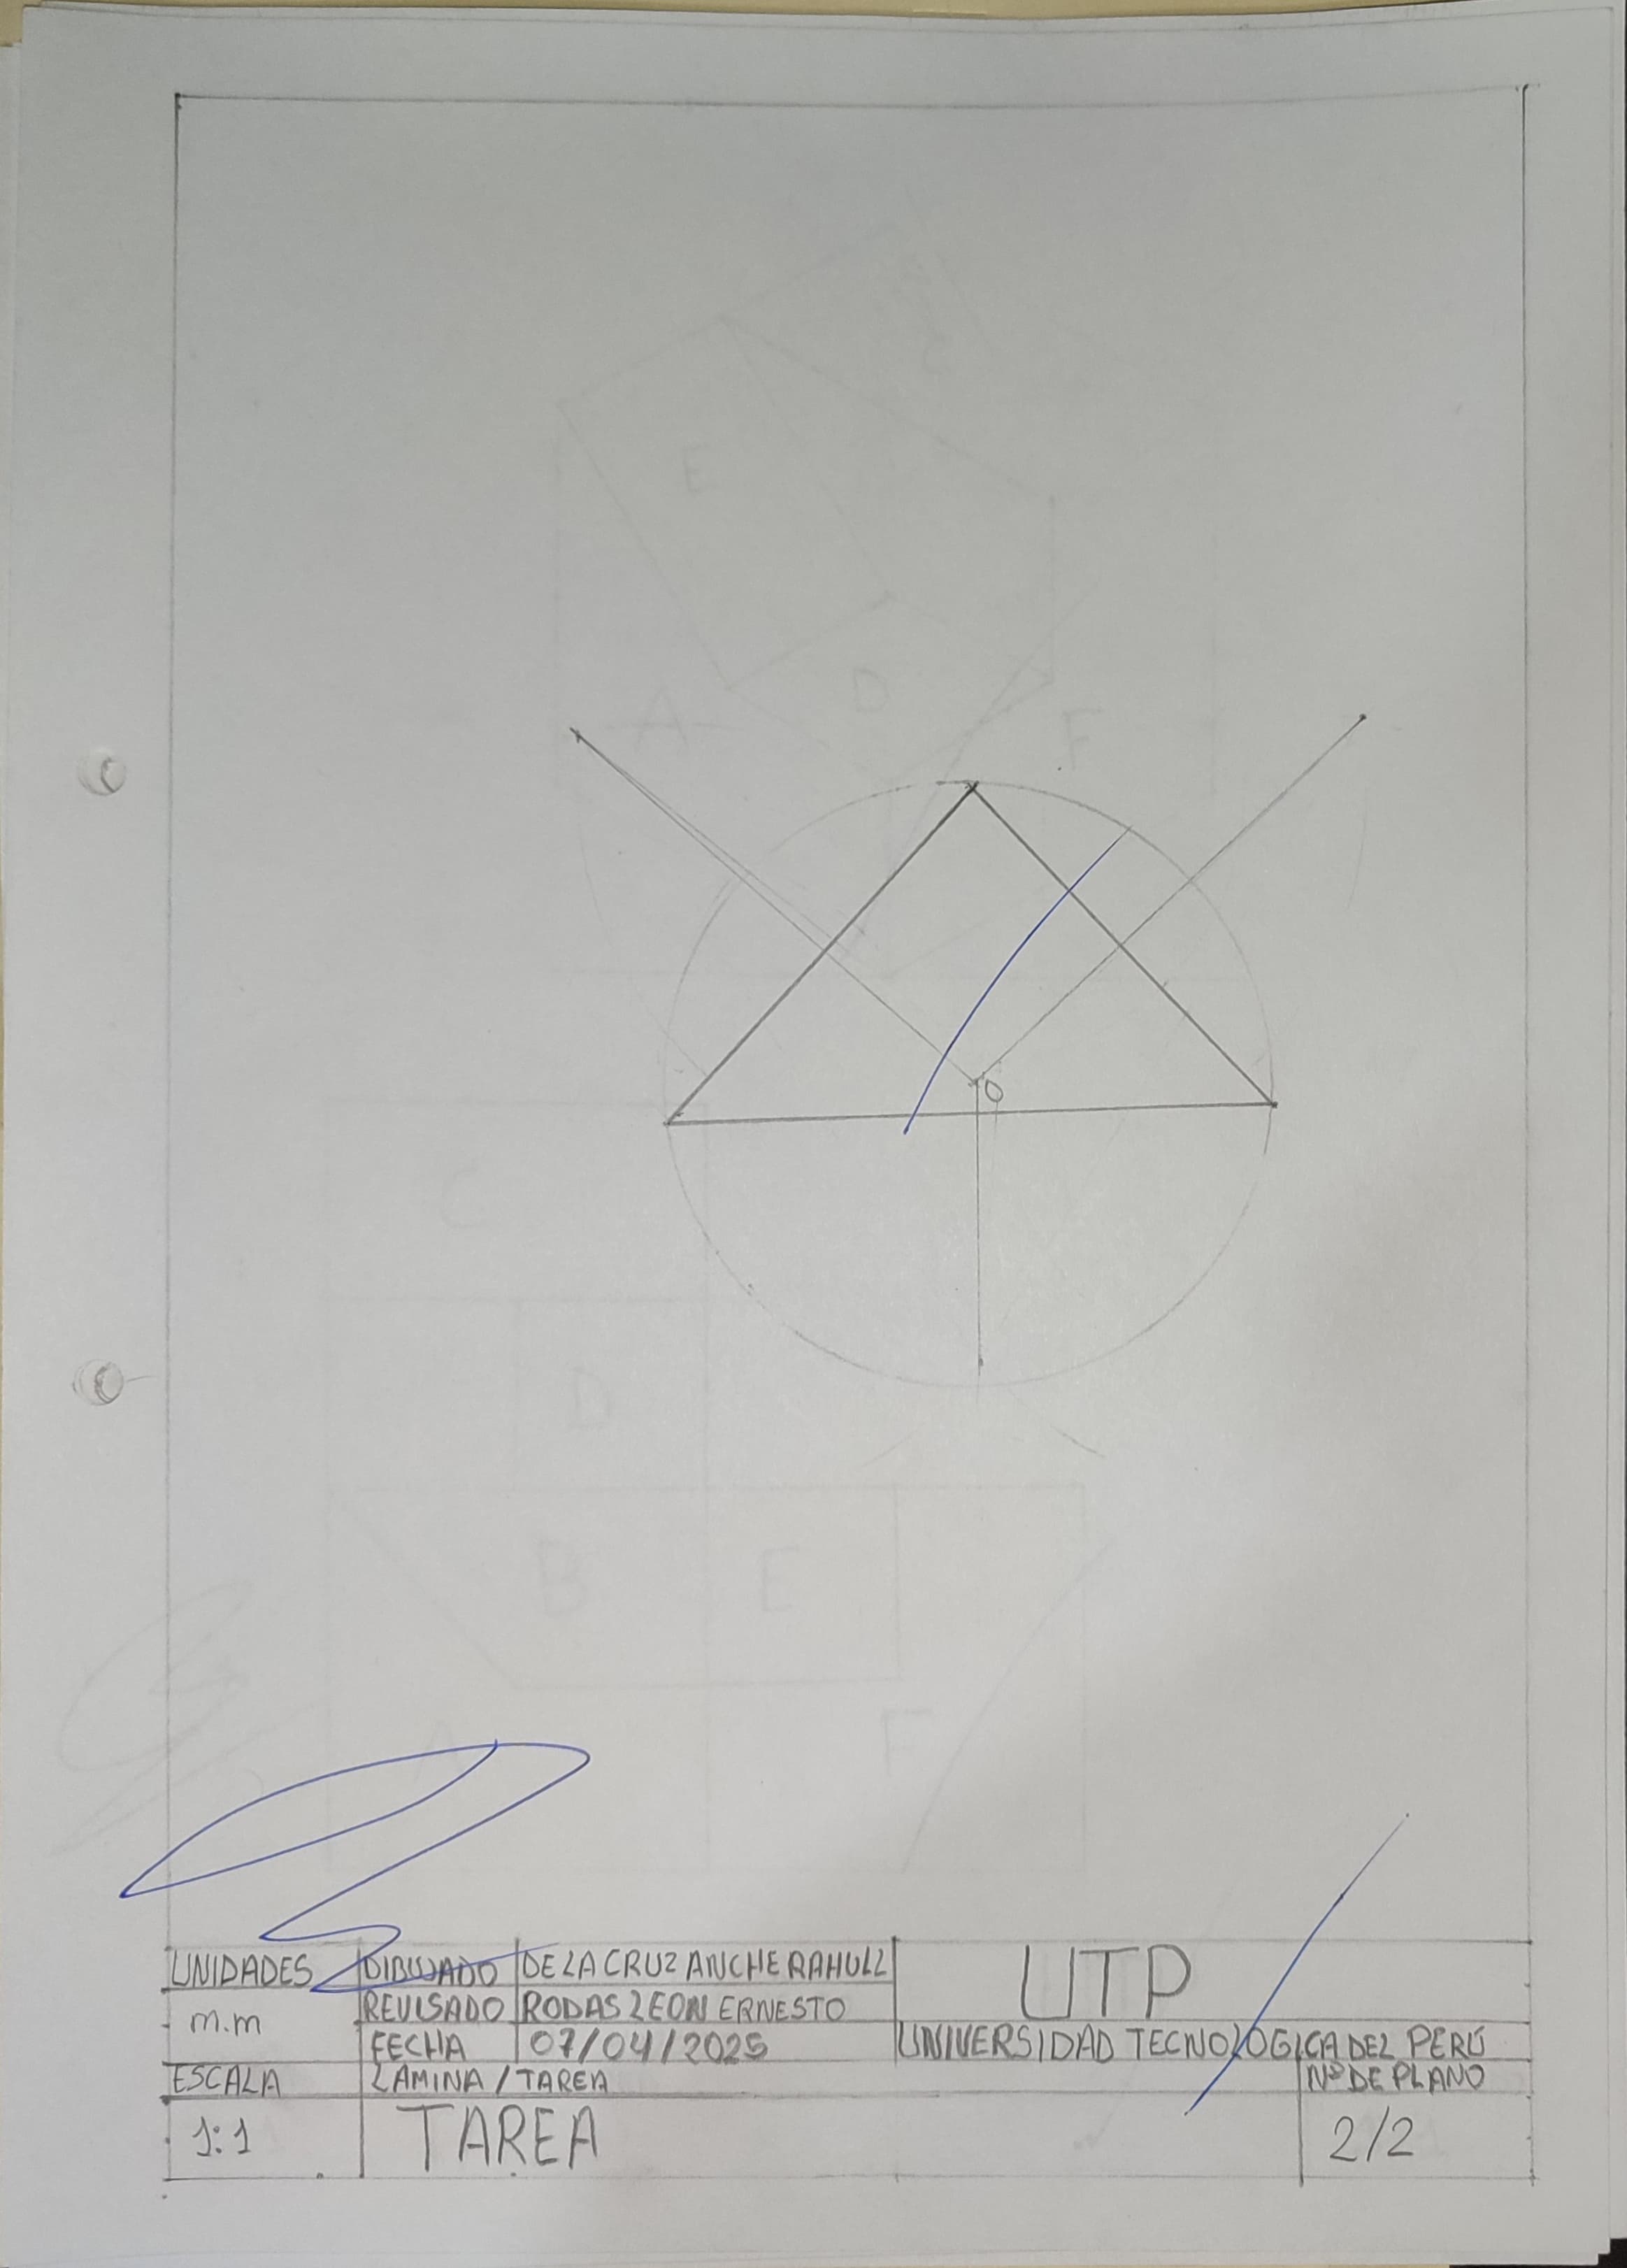 O
UNIDADES DIBUJADO DE LA CRUZ ANCHE RAHULL UTP
m.m REVISADO RODAS LEON ERNESTO
FECHA 07/04/2025 UNIVERSIDAD TECNOLOGICA DEL PERÚ
ESCALA LAMINA / TAREA Nº DE PLANO
1:1 TAREA 2/2